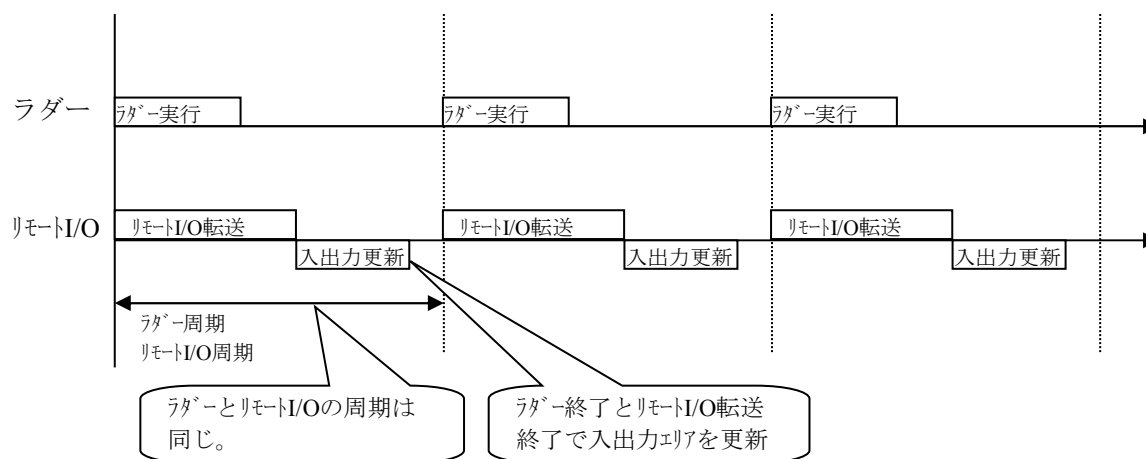 ラダー
ﾗﾀﾞｰ実行
ﾗﾀﾞｰ実行
ﾗﾀﾞｰ実行
ﾘﾓｰﾄI/O
ﾘﾓｰﾄI/O転送
ﾘﾓｰﾄI/O転送
ﾘﾓｰﾄI/O転送
入出力更新
入出力更新
入出力更新
ﾗﾀﾞｰ周期
ﾘﾓｰﾄI/O周期
ﾗﾀﾞｰとﾘﾓｰﾄI/Oの周期は
同じ。
ﾗﾀﾞｰ終了とﾘﾓｰﾄI/O転送
終了で入出力ｴﾘｱを更新